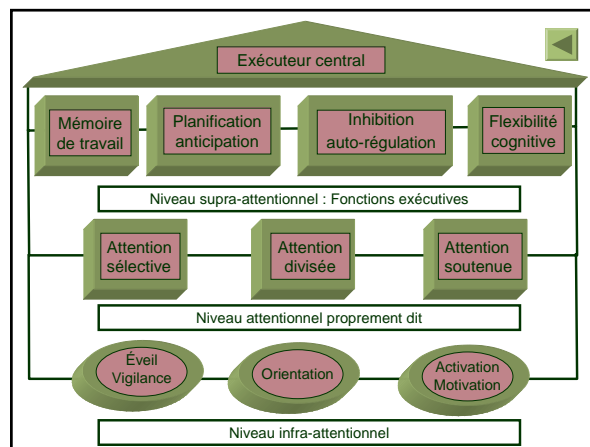 Exécuteur central
Mémoire
de travail
Planification
anticipation
Inhibition
auto-régulation
Flexibilité
cognitive
Niveau supra-attentionnel : Fonctions exécutives
Attention
sélective
Attention
divisée
Attention
soutenue
Niveau attentionnel proprement dit
Éveil
Vigilance
Orientation
Activation
Motivation
Niveau infra-attentionnel